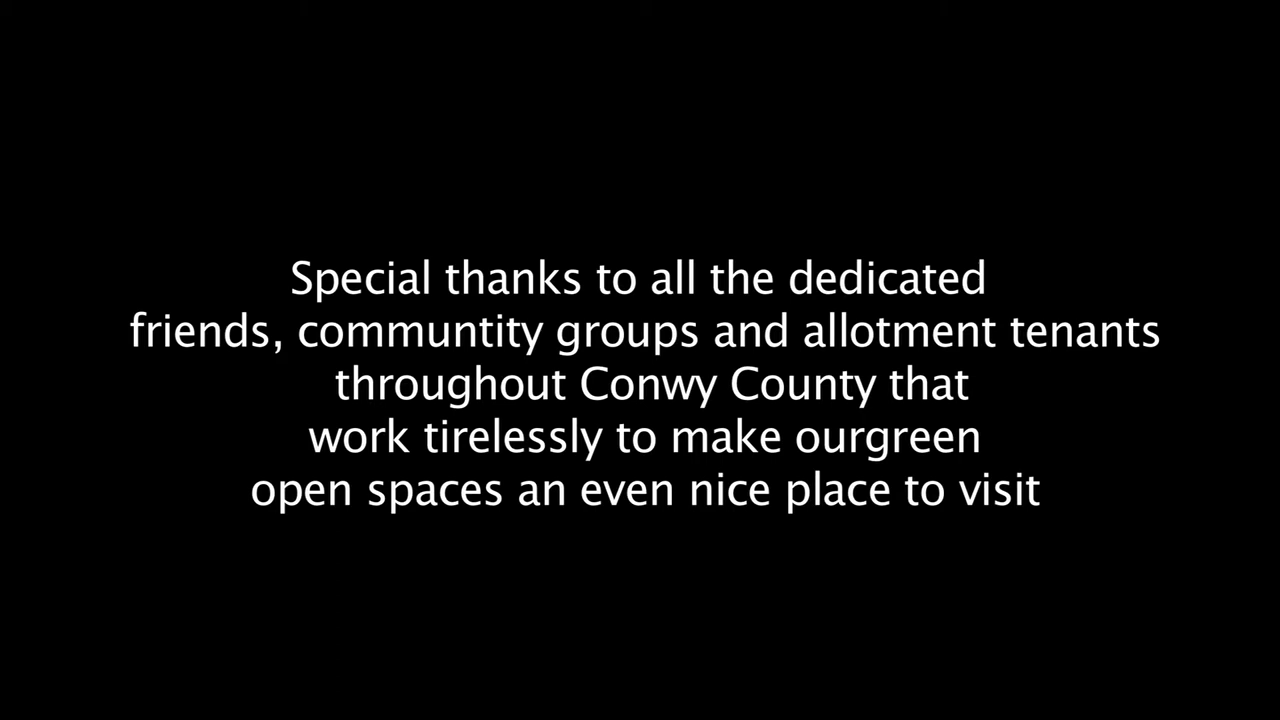 Special thanks to all the dedicated
friends, communtity groups and allotment tenants
throughout Conwy County that
work tirelessly to make ourgreen
open spaces an even nice place to visit